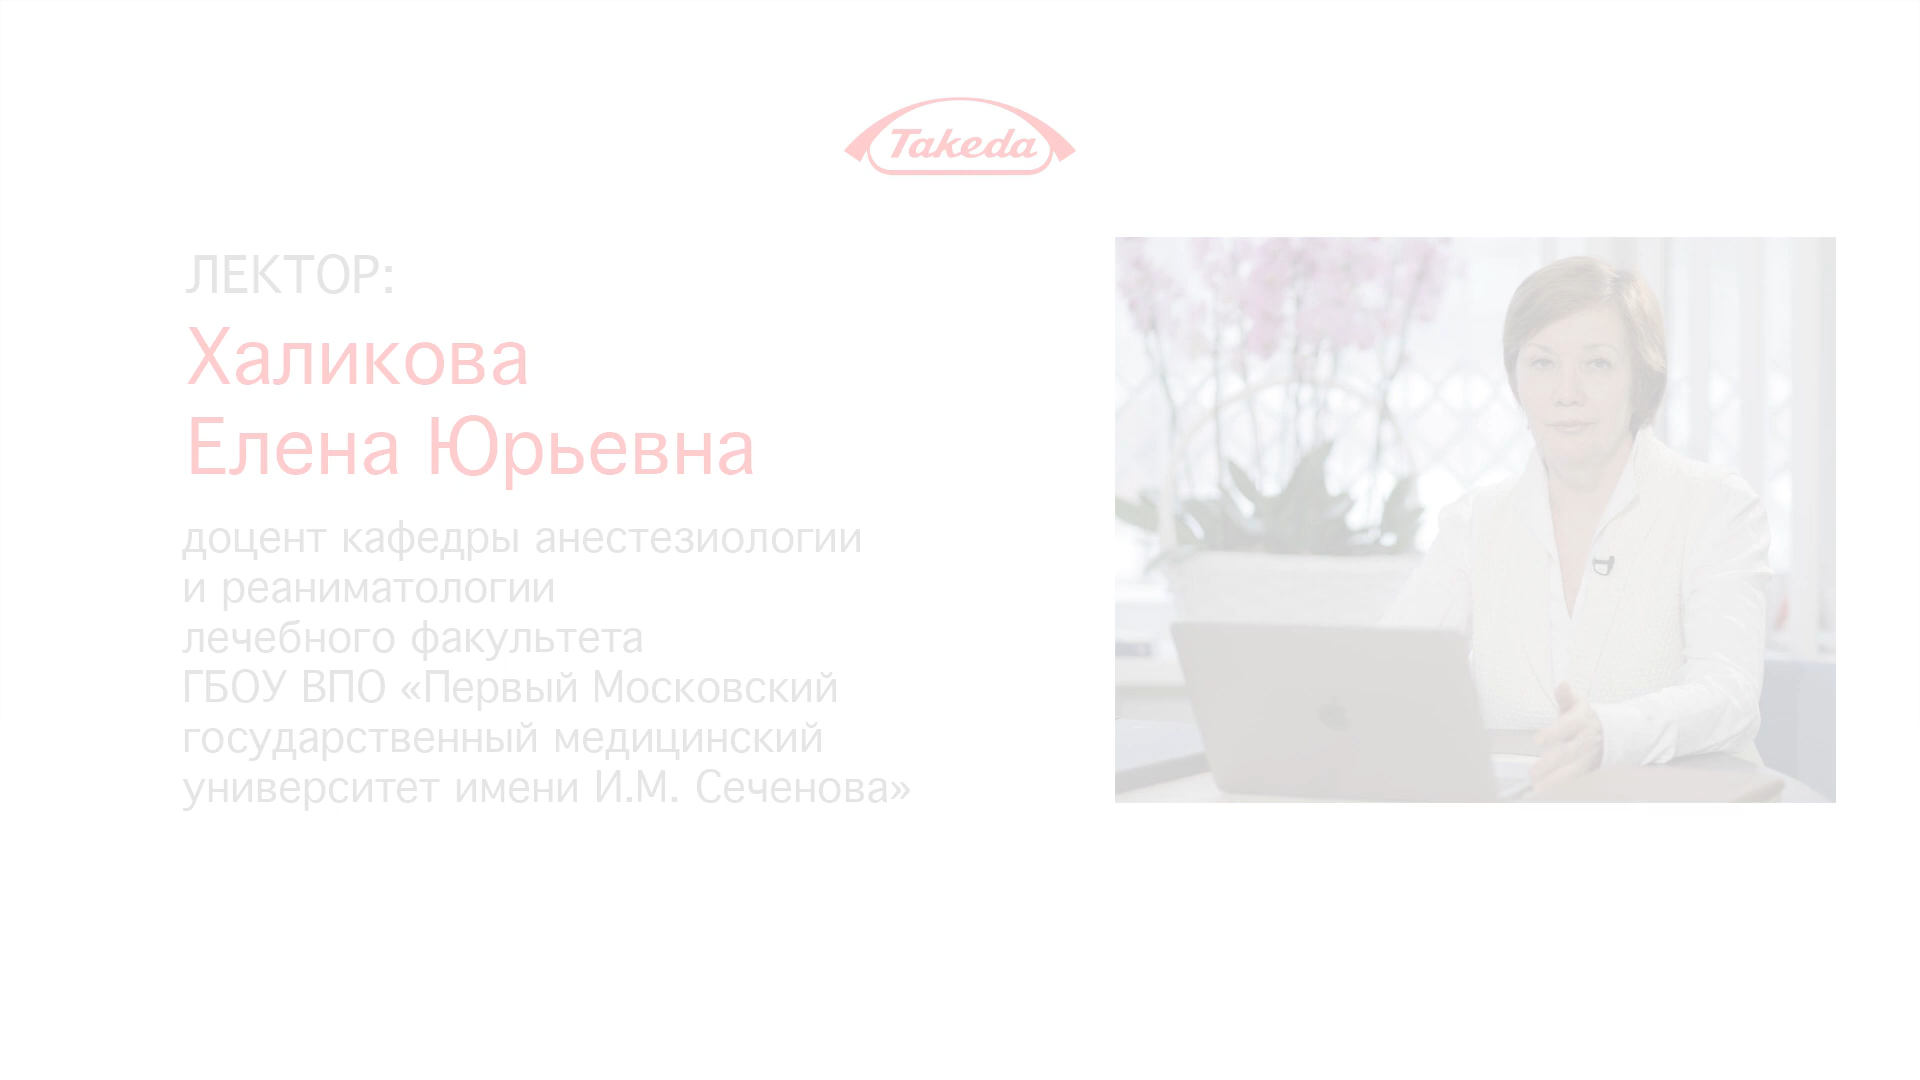 Takeda
ЛЕКТОР:
Халикова
Елена Юрьевна
доцент кафедры анестезиологии
и реаниматологии
лечебного факультета
ГБОУ ВПО «Первый Московский
государственный медицинский
университет имени И.М. Сеченова»